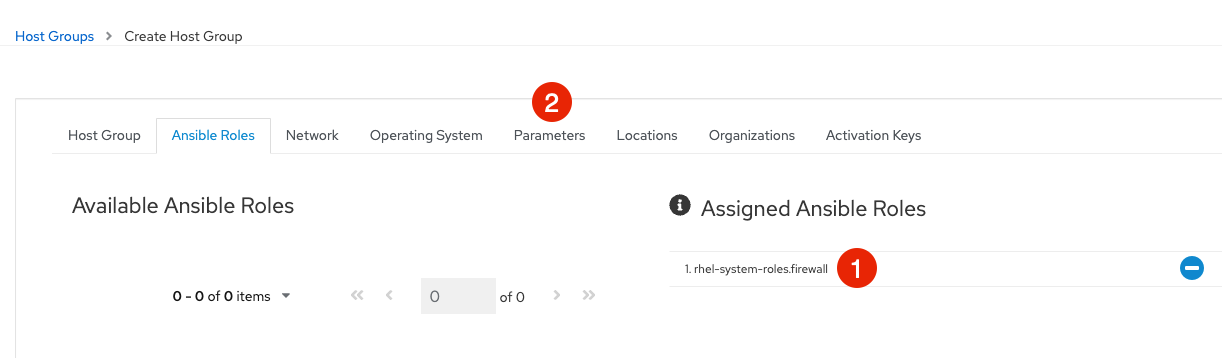 Host Groups > Create Host Group
2
Host Group Ansible Roles Network Operating System Parameters Locations Organizations Activation Keys
Available Ansible Roles
Assigned Ansible Roles
1. rhel-system-roles.firewall 1
0 - 0 of 0 items << < 0 of 0 > >>